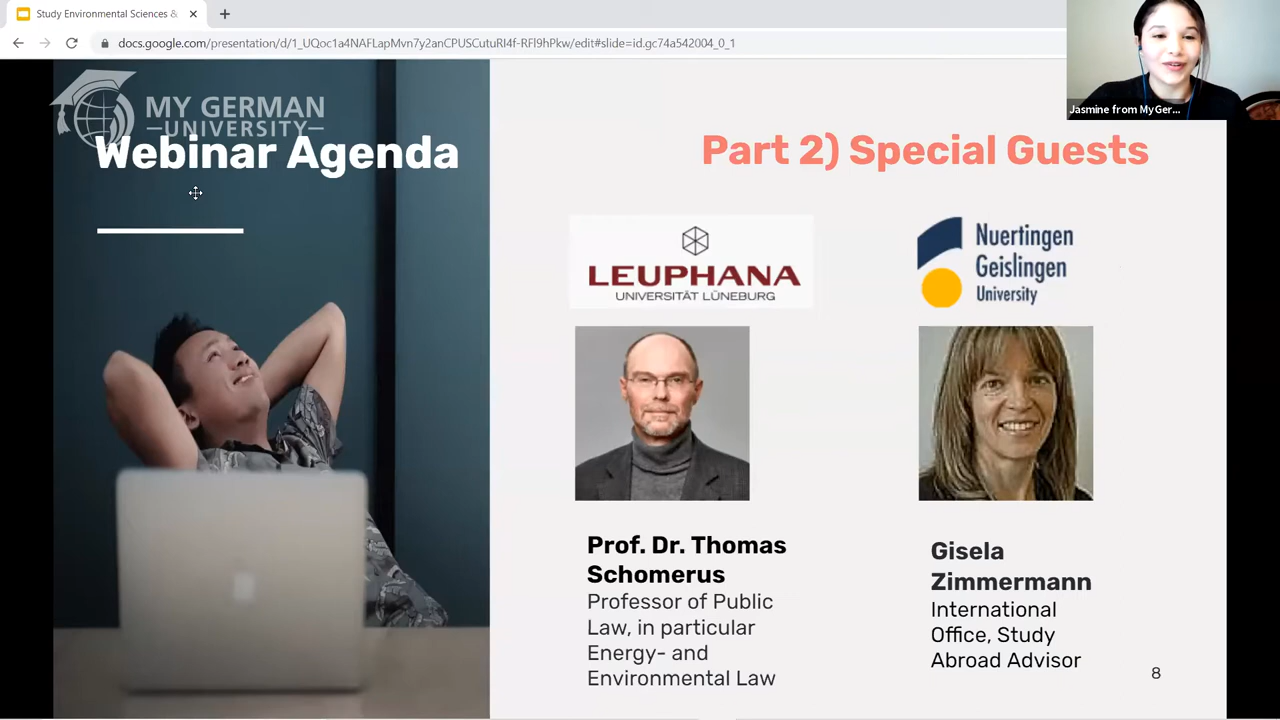 Study Environmental Sciences &
docs.google.com/presentation/d/1_UQoc1a4NAFLapMvn7y2anCPUSCutuRI4f-RFl9hPkw/edit#slide=id.gc74a542004_0_1
Jasmine from MyGer...
MY GERMAN
UNIVERSITY
Webinar Agenda
Part 2) Special Guests
LEUPHANA
UNIVERSITÄT LÜNEBURG
Nuertingen
Geislingen
University
Prof. Dr. Thomas
Schomerus
Professor of Public
Law, in particular
Energy- and
Environmental Law
Gisela
Zimmermann
International
Office, Study
Abroad Advisor
8